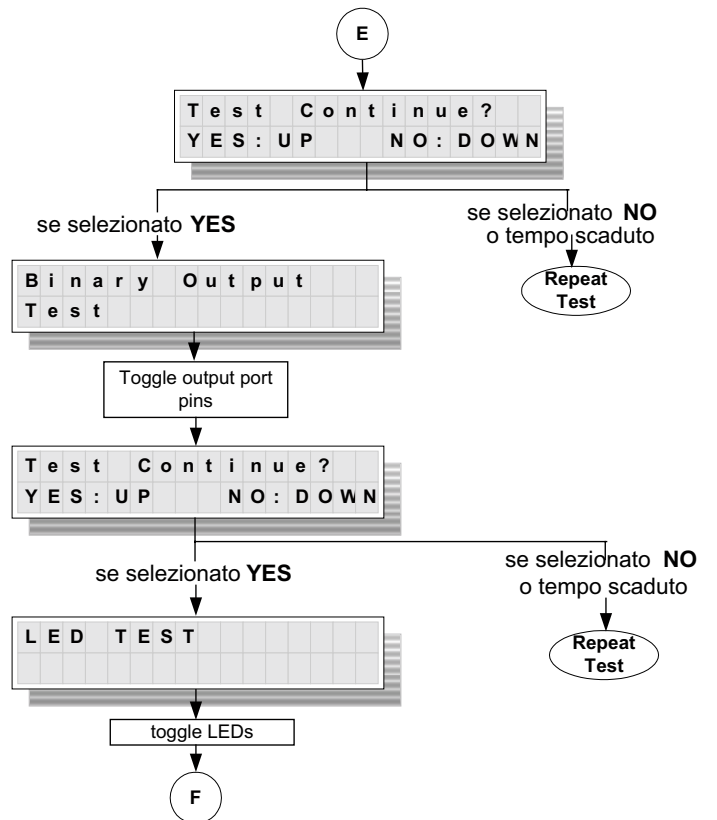 E
Test Continue?
YES:UP NO:DOWN
se selezionato YES
se selezionato NO
o tempo scaduto
Binary Output
Test
Repeat
Test
Toggle output port
pins
Test Continue?
YES:UP NO:DOWN
se selezionato YES
se selezionato NO
o tempo scaduto
LED TEST
Repeat
Test
toggle LEDs
F